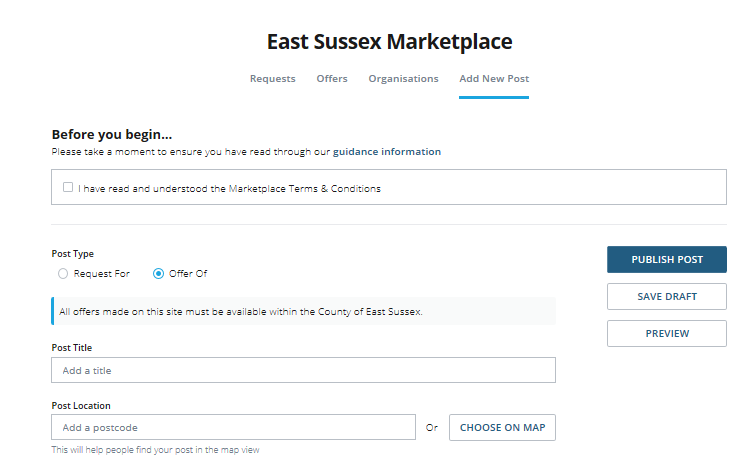 East Sussex Marketplace
Requests Offers Organisations Add New Post
Before you begin...
Please take a moment to ensure you have read through our guidance information
I have read and understood the Marketplace Terms & Conditions
Post Type
Request For Offer Of
PUBLISH POST
SAVE DRAFT
All offers made on this site must be available within the County of East Sussex.
PREVIEW
Post Title
Add a title
Post Location
Add a postcode Or CHOOSE ON MAP
This will help people find your post in the map view